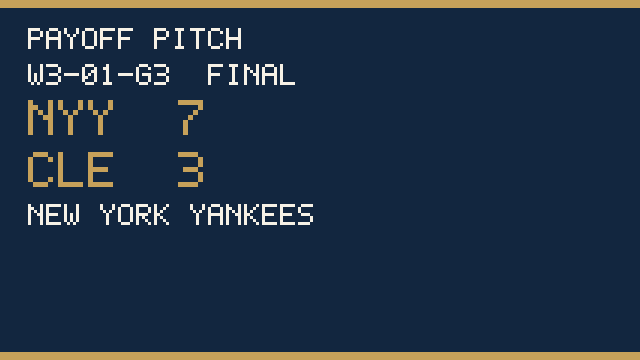 PAYOFF PITCH
W3-01-G3  FINAL
NYY  7
CLE  3
NEW YORK YANKEES